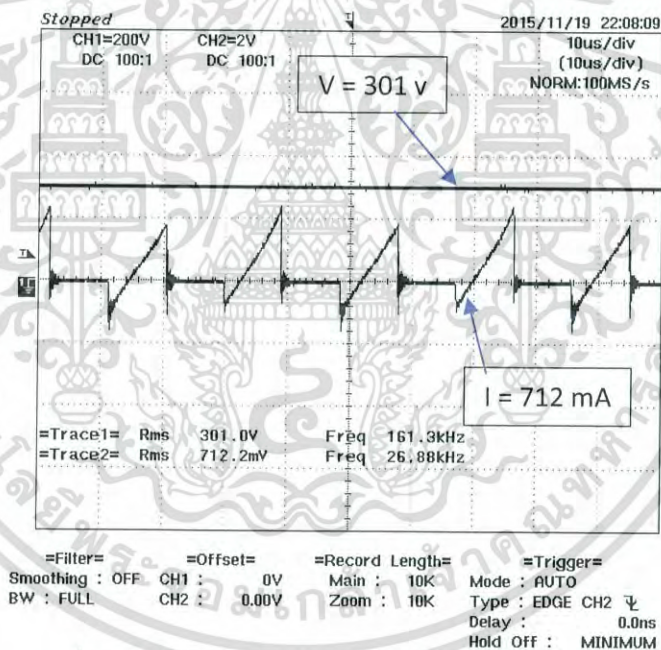 Stopped 2015/11/19 22:08:09
CH1=200V CH2=2V 10us/div
DC 100:1 DC 100:1 (10us/div)
NORM:100MS/s
V = 301 v
I = 712 mA
=Trace1= Rms 301.0V Freq 161.3kHz
=Trace2= Rms 712.2mV Freq 26.88kHz
=Filter= =Offset= =Record Length= =Trigger=
Smoothing : OFF CH1 : 0V Main : 10K Mode : AUTO
BW : FULL CH2 : 0.00V Zoom : 10K Type : EDGE CH2
Delay : 0.0ns
Hold Off : MINIMUM